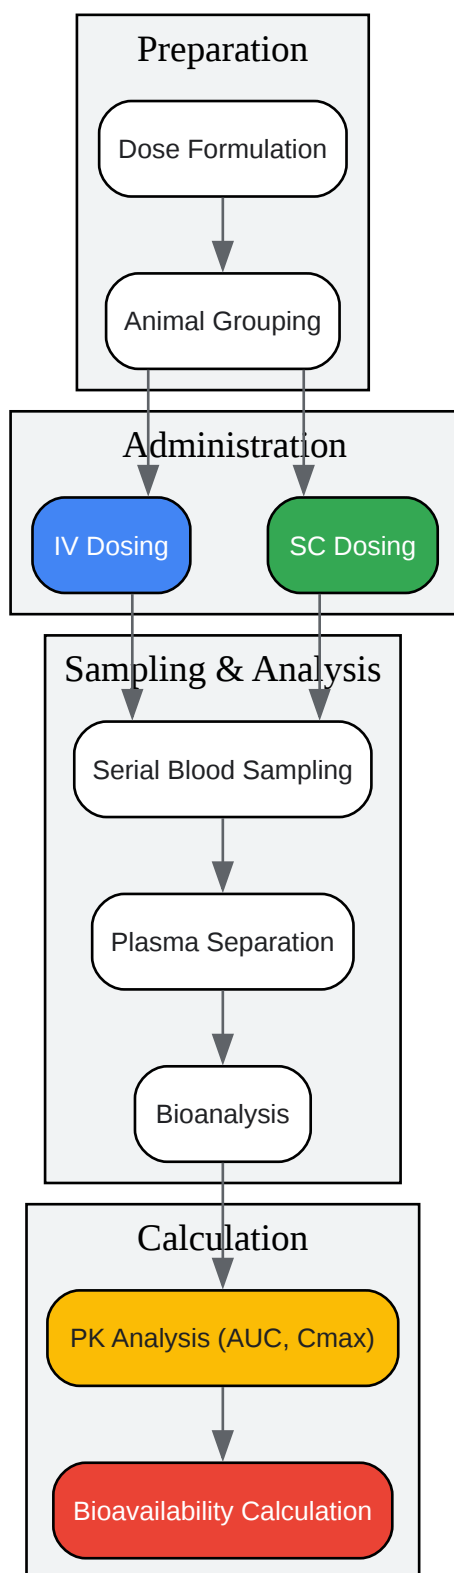 Preparation
Dose Formulation
Animal Grouping
Administration
IV Dosing
SC Dosing
Sampling & Analysis
Serial Blood Sampling
Plasma Separation
Bioanalysis
Calculation
PK Analysis (AUC, Cmax)
Bioavailability Calculation